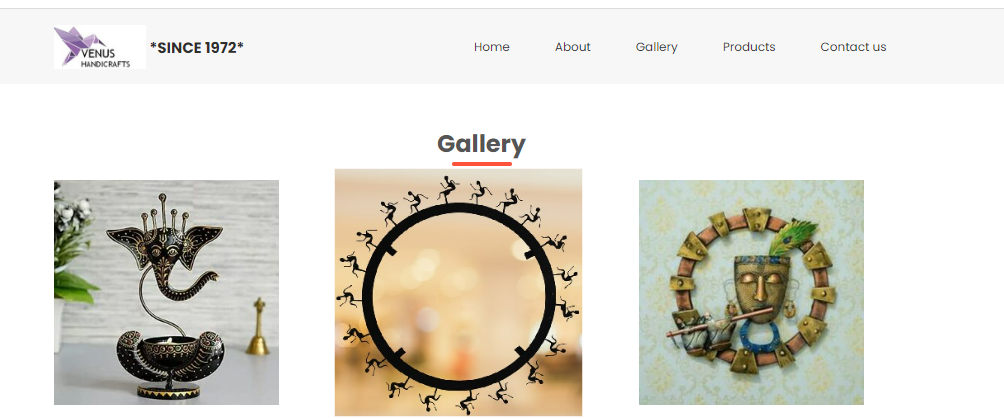 VENUS
HANDICRAFTS
*SINCE 1972*
Home
About
Gallery
Products
Contact us
Gallery